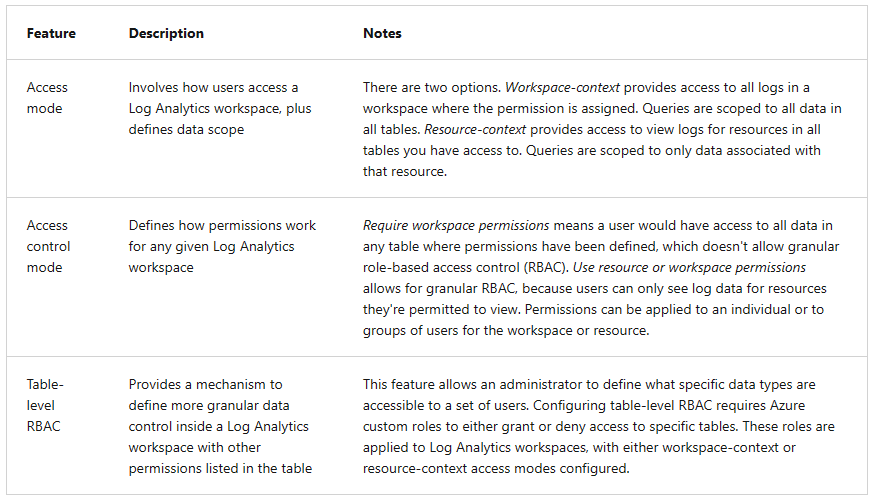 Feature Description Notes
Access
mode
Involves how users access a
Log Analytics workspace, plus
defines data scope
There are two options. Workspace-context provides access to all logs in a
workspace where the permission is assigned. Queries are scoped to all data in
all tables. Resource-context provides access to view logs for resources in all
tables you have access to. Queries are scoped to only data associated with
that resource.
Access
control
mode
Defines how permissions work
for any given Log Analytics
workspace
Require workspace permissions means a user would have access to all data in
any table where permissions have been defined, which doesn't allow granular
role-based access control (RBAC). Use resource or workspace permissions
allows for granular RBAC, because users can only see log data for resources
they're permitted to view. Permissions can be applied to an individual or to
groups of users for the workspace or resource.
Table-
level
RBAC
Provides a mechanism to
define more granular data
control inside a Log Analytics
workspace with other
permissions listed in the table
This feature allows an administrator to define what specific data types are
accessible to a set of users. Configuring table-level RBAC requires Azure
custom roles to either grant or deny access to specific tables. These roles are
applied to Log Analytics workspaces, with either workspace-context or
resource-context access modes configured.